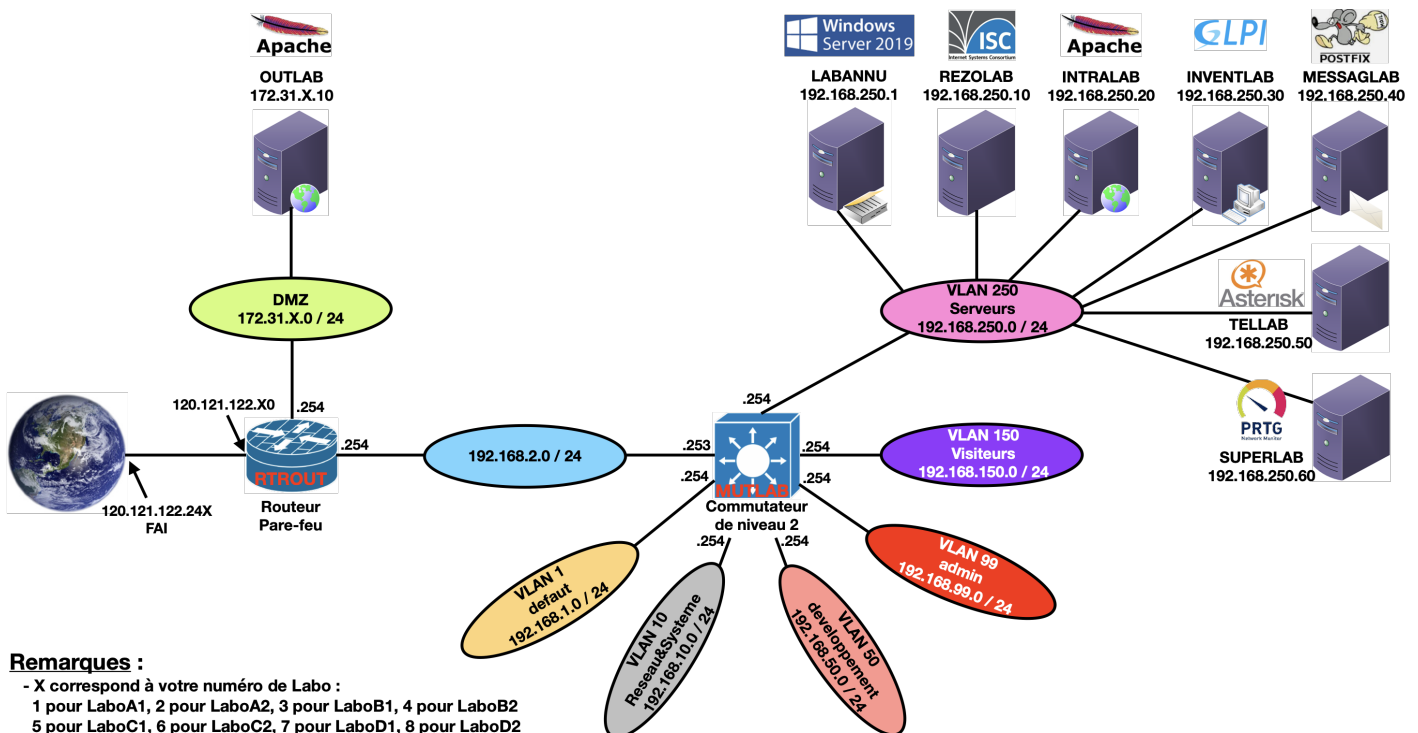 Apache
OUTLAB
172.31.X.10
Windows
Server 2019
LABANNU
192.168.250.1
ISC
Internet Systems Consortium
REZOLAB
192.168.250.10
Apache
INTRALAB
192.168.250.20
GLPI
INVENTLAB
192.168.250.30
POSTFIX
MESSAGLAB
192.168.250.40
DMZ
172.31.X.0 / 24
VLAN 250
Serveurs
192.168.250.0 / 24
Asterisk
TELLAB
192.168.250.50
PRTG
Network Monitor
SUPERLAB
192.168.250.60
120.121.122.X0
.254
.254
RTROUT
Routeur
Pare-feu
120.121.122.24X
FAI
192.168.2.0 / 24
.254
.253
.254
.254
.254
MUTLAB
Commutateur
de niveau 2
.254
.254
VLAN 150
Visiteurs
192.168.150.0 / 24
VLAN 99
admin
192.168.99.0 / 24
VLAN 1
defaut
192.168.1.0 / 24
VLAN 10
Reseau&Systeme
192.168.10.0 / 24
VLAN 50
developpement
192.168.50.0 / 24
Remarques :
- X correspond à votre numéro de Labo :
1 pour LaboA1, 2 pour LaboA2, 3 pour LaboB1, 4 pour LaboB2
5 pour LaboC1, 6 pour LaboC2, 7 pour LaboD1, 8 pour LaboD2